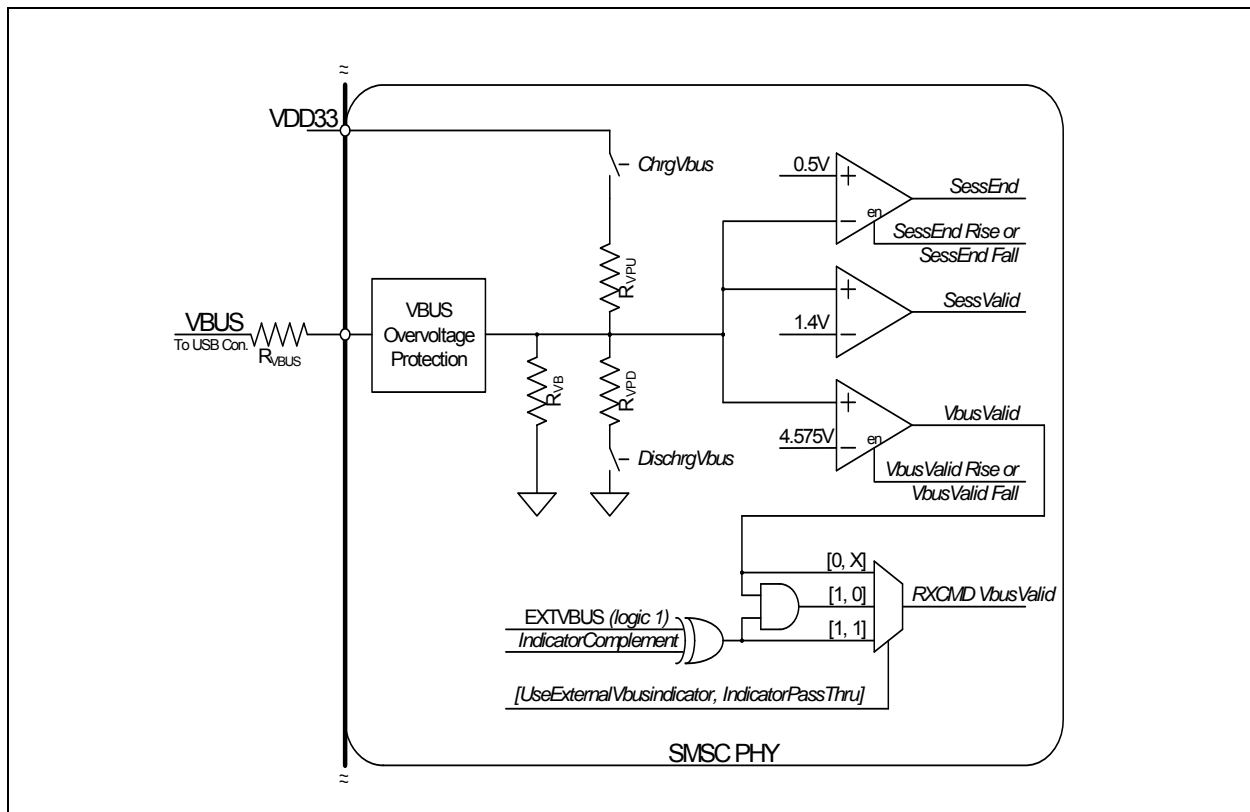 VDD33
ChrgVbus
0.5V
+
−
en
SessEnd
SessEnd Rise or
SessEnd Fall
RVPU
VBUS
To USB Con.
RVBUS
VBUS
Overvoltage
Protection
RVB
RVPD
DischrgVbus
+
SessValid
1.4V
−
+
VbusValid
4.575V
−
en
VbusValid Rise or
VbusValid Fall
[0, X]
[1, 0]
[1, 1]
RXCMD VbusValid
EXTVBUS (logic 1)
IndicatorComplement
[UseExternalVbusindicator, IndicatorPassThru]
SMSC PHY